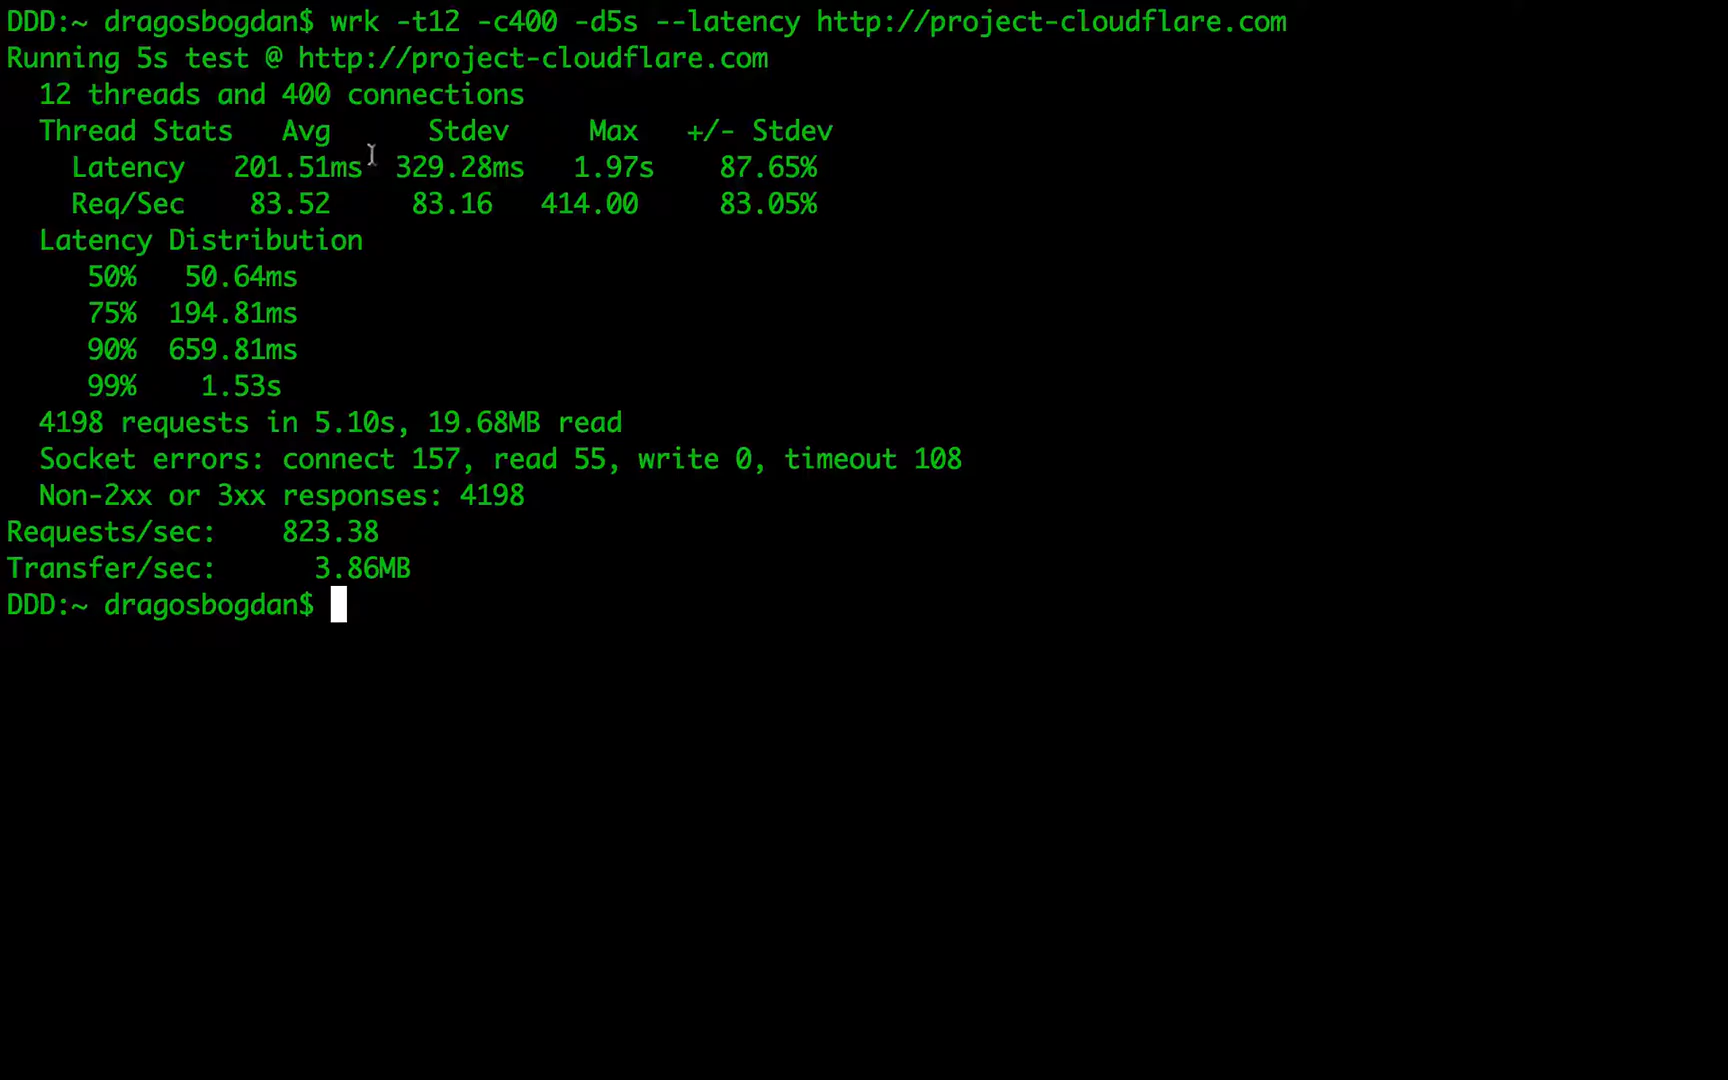 DDD:~ dragosbogdan$ wrk -t12 -c400 -d5s --latency http://project-cloudflare.com
Running 5s test @ http://project-cloudflare.com
  12 threads and 400 connections
  Thread Stats   Avg      Stdev     Max   +/- Stdev
    Latency   201.51ms  329.28ms   1.97s    87.65%
    Req/Sec    83.52     83.16   414.00     83.05%
  Latency Distribution
     50%   50.64ms
     75%  194.81ms
     90%  659.81ms
     99%    1.53s
  4198 requests in 5.10s, 19.68MB read
  Socket errors: connect 157, read 55, write 0, timeout 108
  Non-2xx or 3xx responses: 4198
Requests/sec:    823.38
Transfer/sec:      3.86MB
DDD:~ dragosbogdan$